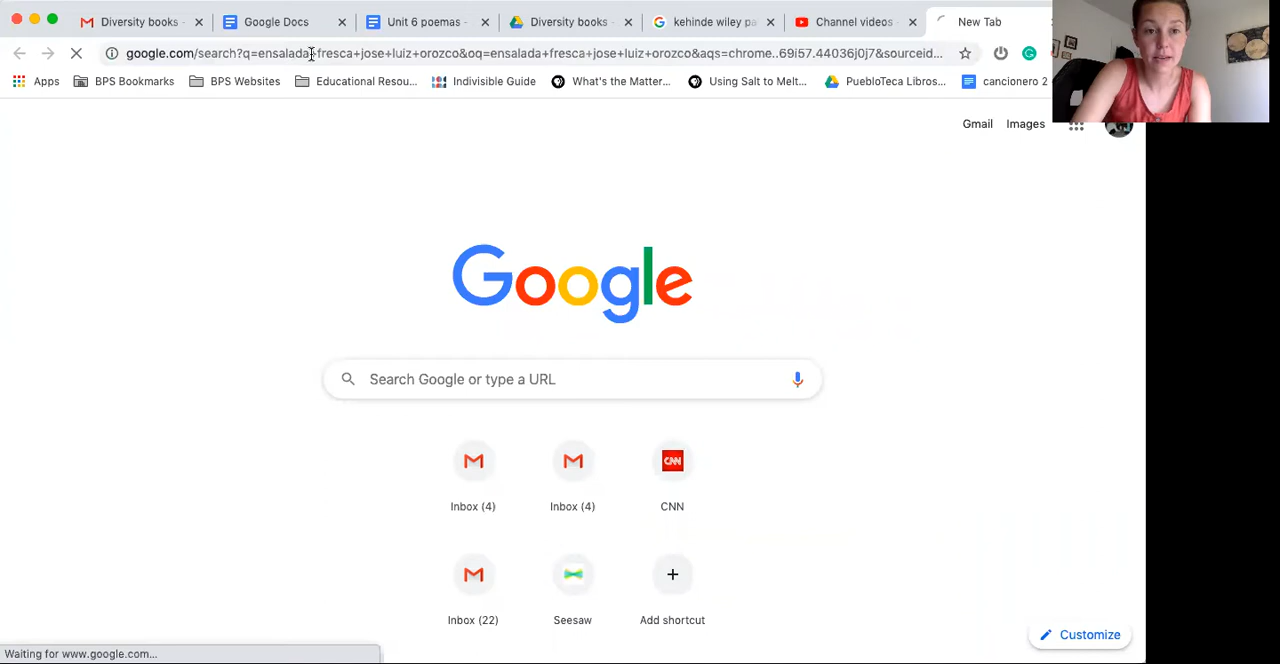 Diversity books -
Google Docs
Unit 6 poemas -
Diversity books -
kehinde wiley pa
Channel videos -
New Tab
google.com/search?q=ensalada+fresca+jose+luiz+orozco&oq=ensalada+fresca+jose+luiz+orozco&aqs=chrome..69i57.44036j0j7&sourceid...
Apps
BPS Bookmarks
BPS Websites
Educational Resou...
Indivisible Guide
What's the Matter...
Using Salt to Melt...
PuebloTeca Libros...
cancionero 2
Gmail
Images
Google
Search Google or type a URL
Inbox (4)
Inbox (4)
CNN
CNN
Inbox (22)
Seesaw
Add shortcut
Customize
Waiting for www.google.com...